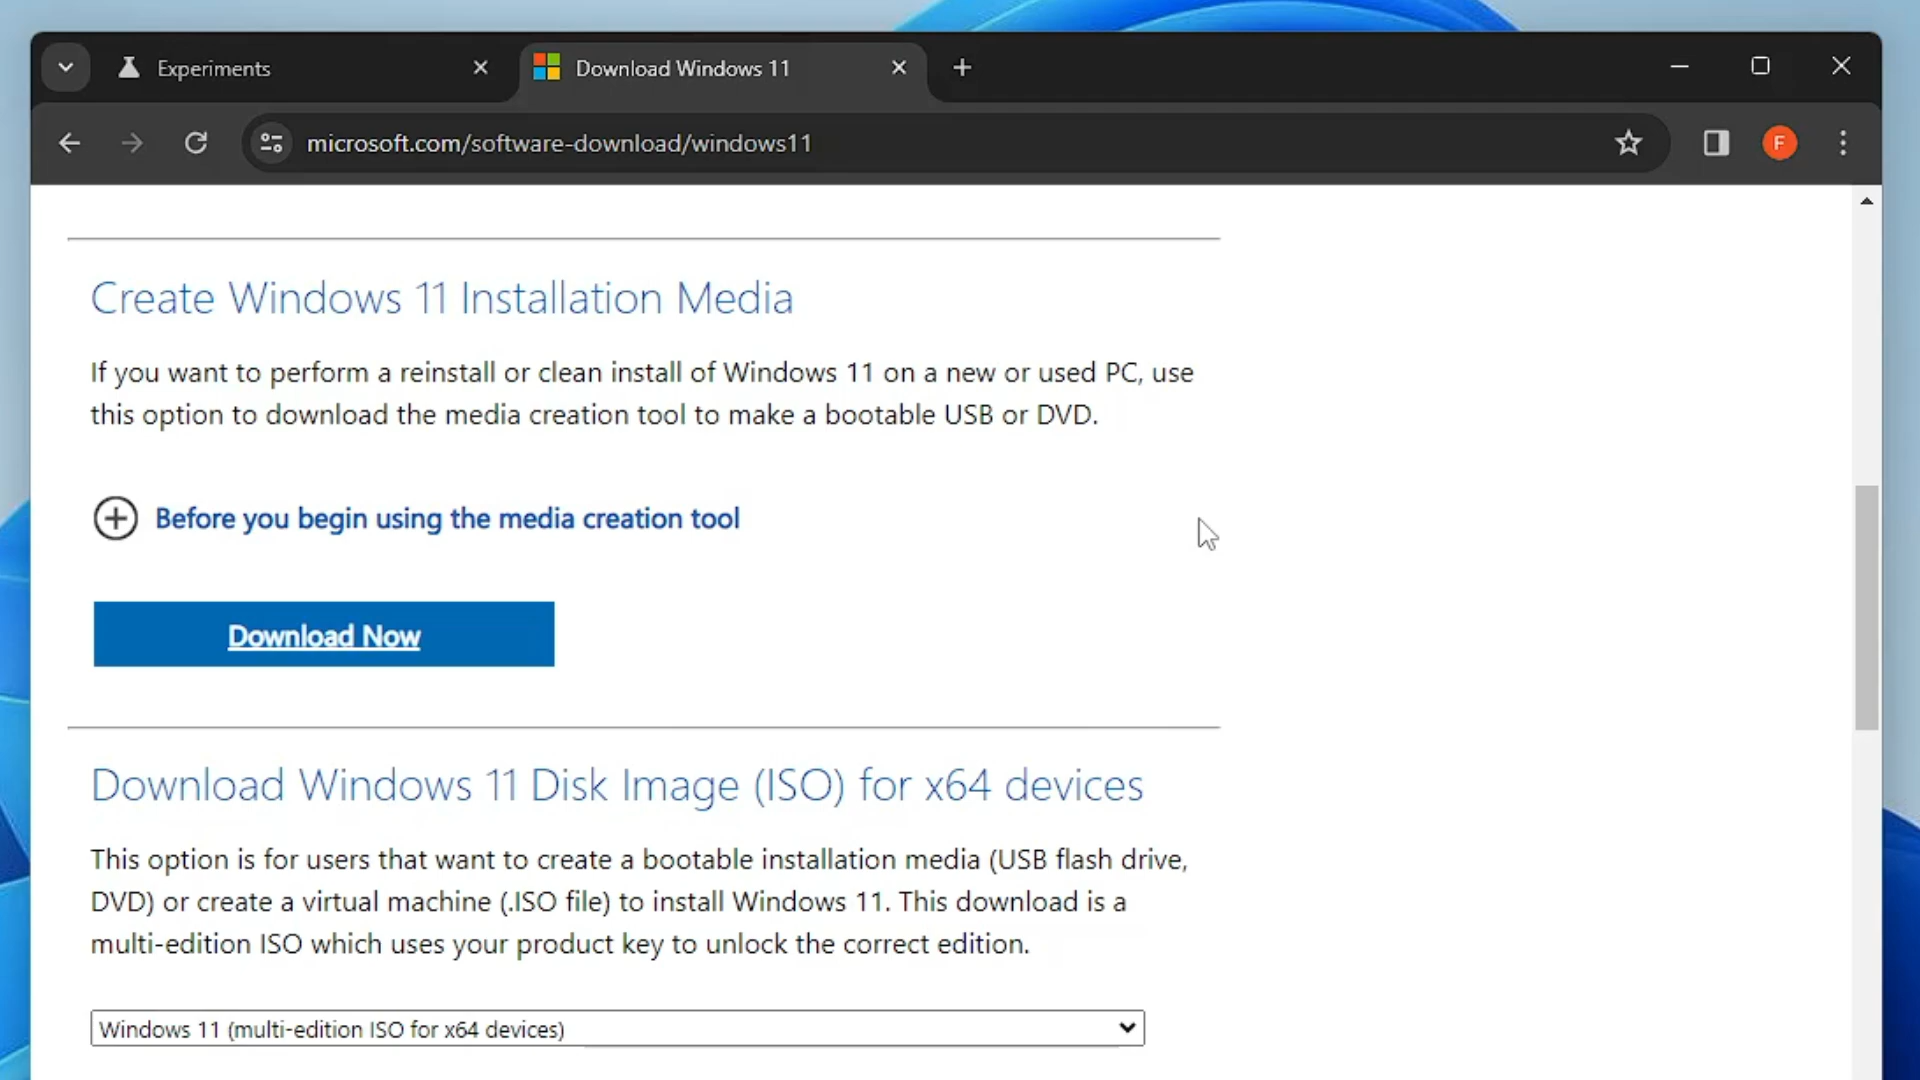 Experiments
Download Windows 11
microsoft.com/software-download/windows11
F
Create Windows 11 Installation Media
If you want to perform a reinstall or clean install of Windows 11 on a new or used PC, use
this option to download the media creation tool to make a bootable USB or DVD.
Before you begin using the media creation tool
Download Now
Download Windows 11 Disk Image (ISO) for x64 devices
This option is for users that want to create a bootable installation media (USB flash drive,
DVD) or create a virtual machine (.ISO file) to install Windows 11. This download is a
multi-edition ISO which uses your product key to unlock the correct edition.
Windows 11 (multi-edition ISO for x64 devices)